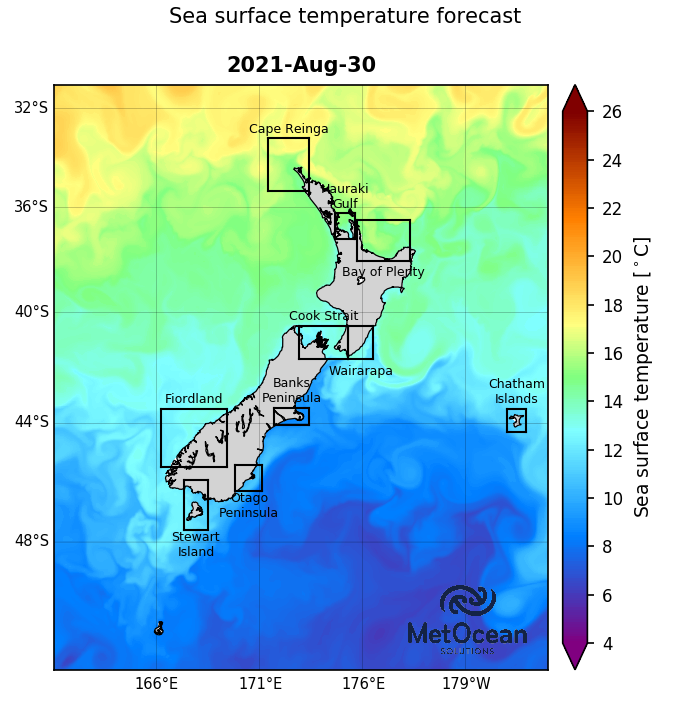 Sea surface temperature forecast
2021-Aug-30
32°S
36°S
40°S
44°S
48°S
166°E
171°E
176°E
179°W
Cape Reinga
Hauraki
Gulf
Bay of Plenty
Cook Strait
Wairarapa
Banks
Peninsula
Chatham
Islands
Fiordland
Otago
Peninsula
Stewart
Island
MetOcean
SOLUTIONS
26
24
22
20
18
16
14
12
10
8
6
4
Sea surface temperature [°C]